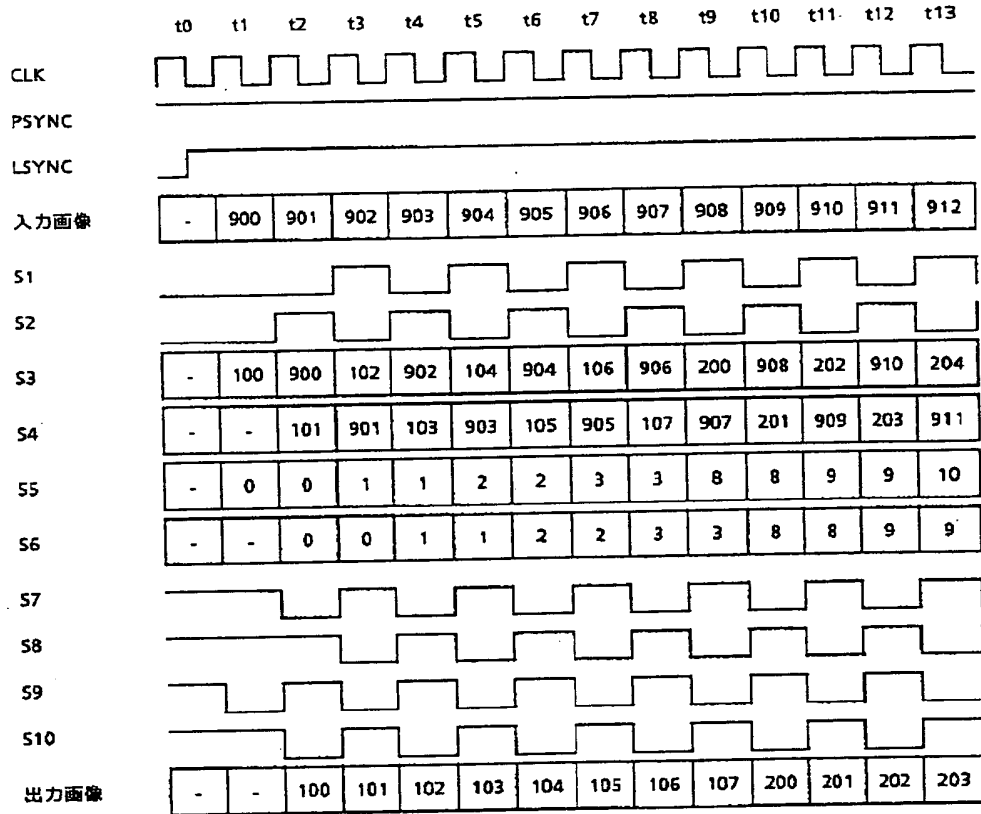 t0 t1 t2 t3 t4 t5 t6 t7 t8 t9 t10 t11 t12 t13
CLK
PSYNC
LSYNC
入力画像 - 900 901 902 903 904 905 906 907 908 909 910 911 912
S1
S2
S3 - 100 900 102 902 104 904 106 906 200 908 202 910 204
S4 - - 101 901 103 903 105 905 107 907 201 909 203 911
S5 - 0 0 1 1 2 2 3 3 8 8 9 9 10
S6 - - 0 0 1 1 2 2 3 3 8 8 9 9
S7
S8
S9
S10
出力画像 - - 100 101 102 103 104 105 106 107 200 201 202 203